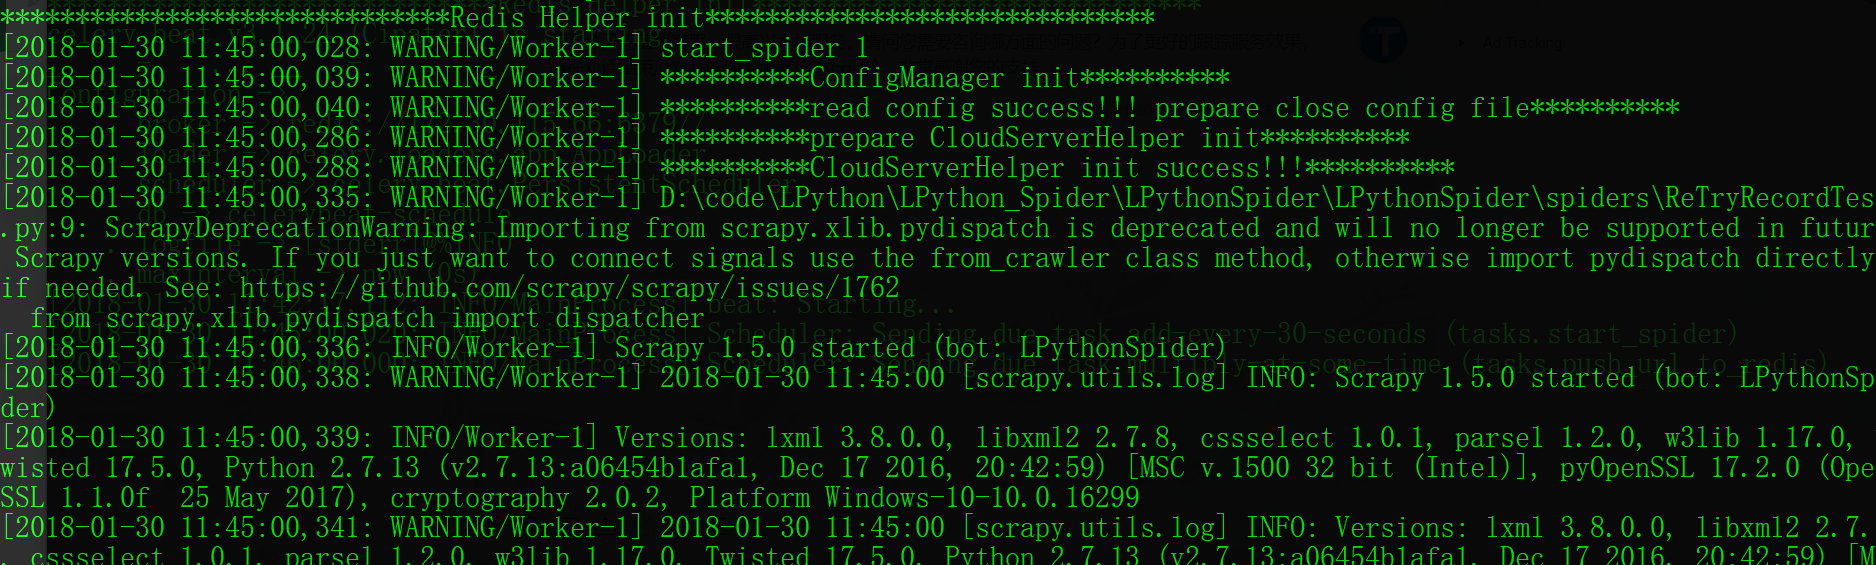 ******************************Redis Helper init******************************
[2018-01-30 11:45:00,028: WARNING/Worker-1] start_spider 1
[2018-01-30 11:45:00,039: WARNING/Worker-1] **********ConfigManager init**********
[2018-01-30 11:45:00,040: WARNING/Worker-1] **********read config success!!! prepare close config file**********
[2018-01-30 11:45:00,286: WARNING/Worker-1] **********prepare CloudServerHelper init**********
[2018-01-30 11:45:00,288: WARNING/Worker-1] **********CloudServerHelper init success!!!**********
[2018-01-30 11:45:00,335: WARNING/Worker-1] D:\code\LPython\LPython_Spider\LPythonSpider\LPythonSpider\spiders\ReTryRecordTes
.py:9: ScrapyDeprecationWarning: Importing from scrapy.xlib.pydispatch is deprecated and will no longer be supported in futur
Scrapy versions. If you just want to connect signals use the from_crawler class method, otherwise import pydispatch directly
if needed. See: https://github.com/scrapy/scrapy/issues/1762
from scrapy.xlib.pydispatch import dispatcher
[2018-01-30 11:45:00,336: INFO/Worker-1] Scrapy 1.5.0 started (bot: LPythonSpider)
[2018-01-30 11:45:00,338: WARNING/Worker-1] 2018-01-30 11:45:00 [scrapy.utils.log] INFO: Scrapy 1.5.0 started (bot: LPythonSp
der)
[2018-01-30 11:45:00,339: INFO/Worker-1] Versions: lxml 3.8.0.0, libxml2 2.7.8, cssselect 1.0.1, parsel 1.2.0, w3lib 1.17.0,
wisted 17.5.0, Python 2.7.13 (v2.7.13:a06454b1afa1, Dec 17 2016, 20:42:59) [MSC v.1500 32 bit (Intel)], pyOpenSSL 17.2.0 (Ope
SSL 1.1.0f  25 May 2017), cryptography 2.0.2, Platform Windows-10-10.0.16299
[2018-01-30 11:45:00,341: WARNING/Worker-1] 2018-01-30 11:45:00 [scrapy.utils.log] INFO: Versions: lxml 3.8.0.0, libxml2 2.7.
, cssselect 1.0.1, parsel 1.2.0, w3lib 1.17.0, Twisted 17.5.0, Python 2.7.13 (v2.7.13:a06454b1afa1, Dec 17 2016, 20:42:59) [M